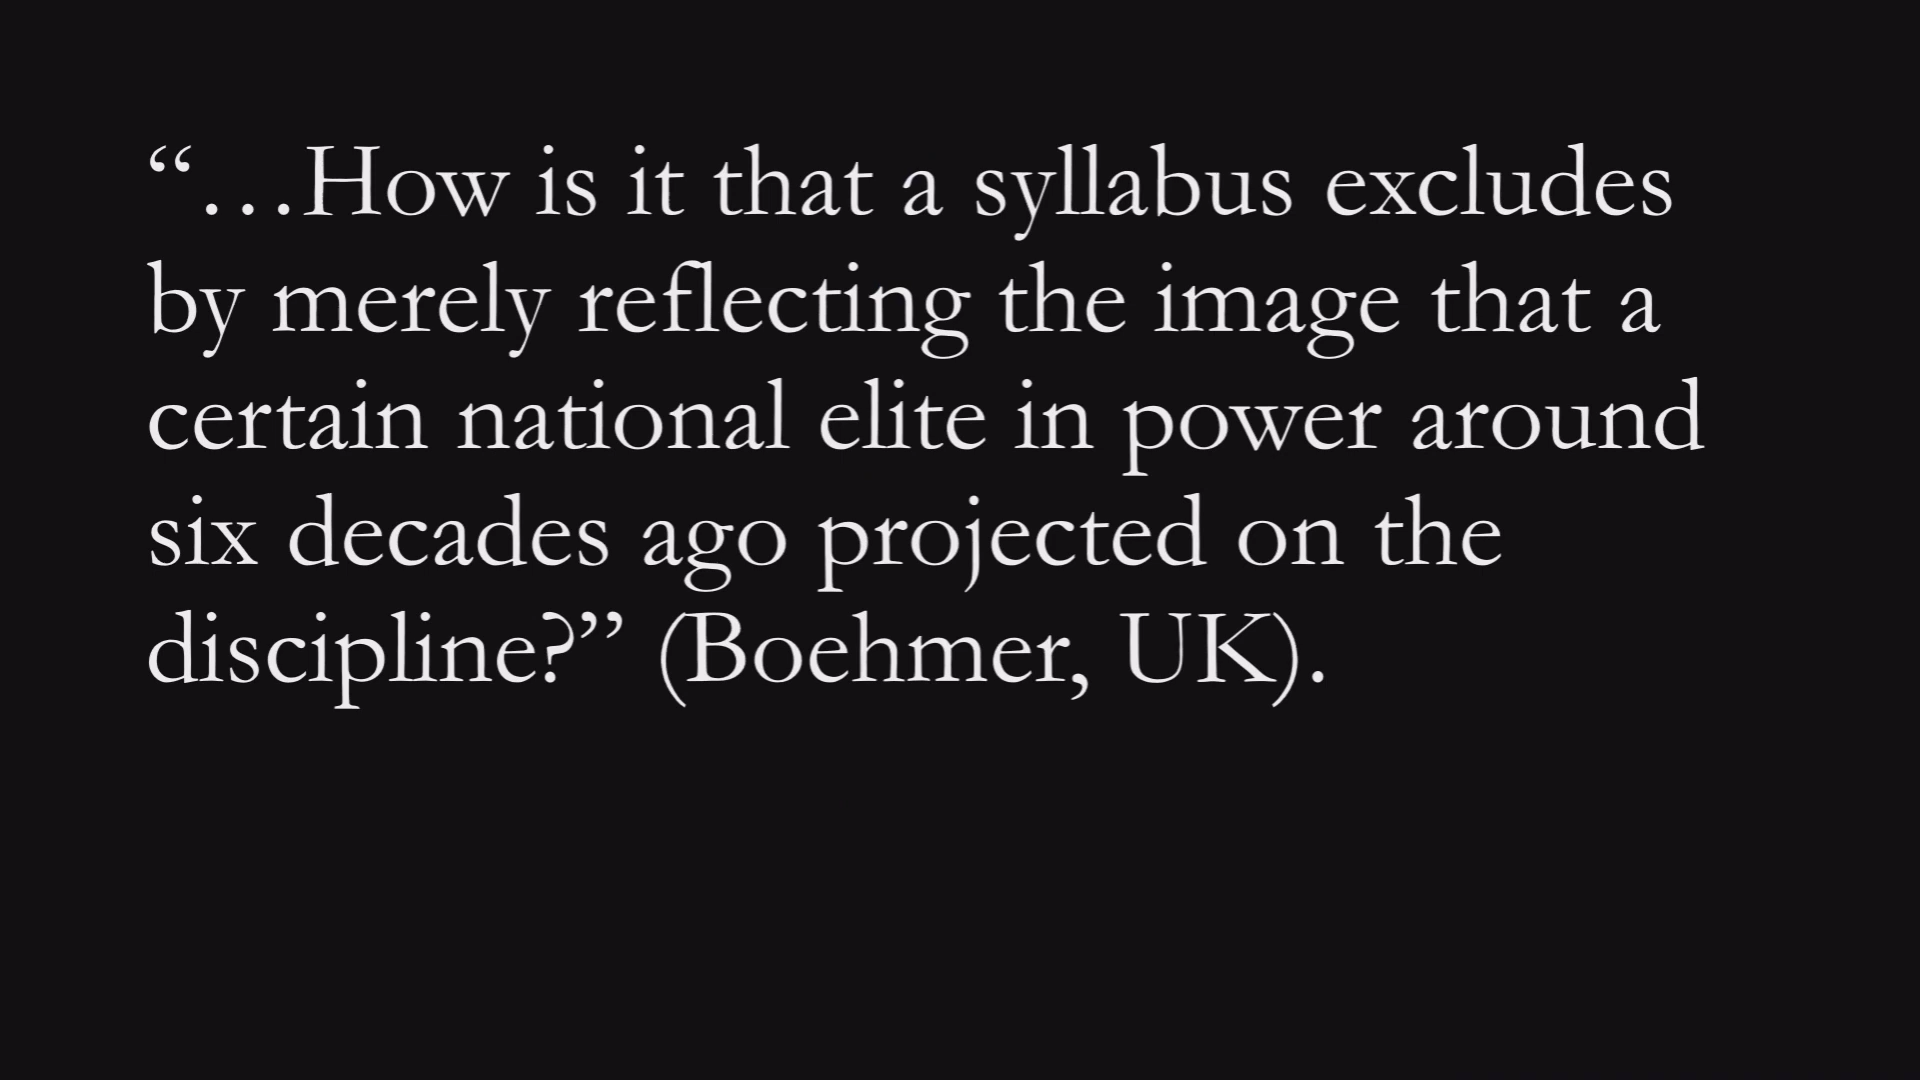 “…How is it that a syllabus excludes
by merely reflecting the image that a
certain national elite in power around
six decades ago projected on the
discipline?” (Boehmer, UK).